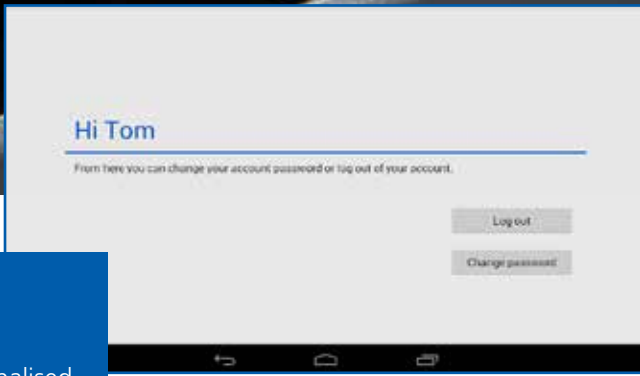 Hi Tom
From here you can change your account password or log out of your account.
Log out
Change password
nalised